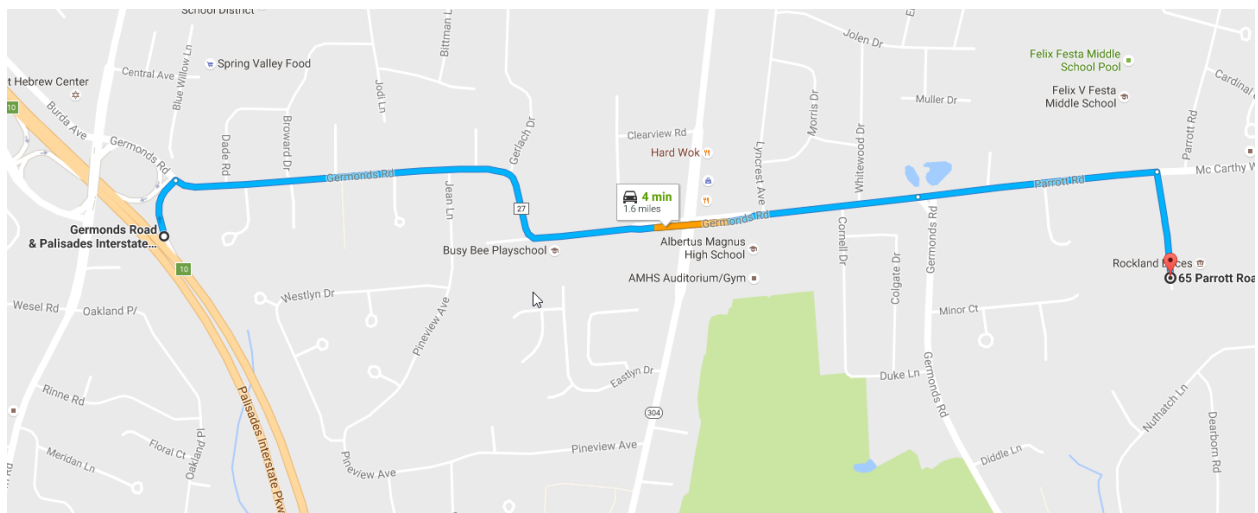 School District
Bittman L
Jolen Dr
Blue Willow Ln
Spring Valley Food
Central Ave
Jodi Ln
t Hebrew Center
10
Burda Ave
Germonds Rd
Dade Rd
Broward Dr
Gerlach Dr
Clearview Rd
Hard Wok
Lyncrest Ave
Morris Dr
Whitewood Dr
Muller Dr
Felix Festa Middle
School Pool
Felix V Festa
Middle School
Cardinal
Parrott Rd
Mc Carthy W
Germonds Rd
Jean Ln
27
4 min
1.6 miles
Germonds Rd
Parrott Rd
Germonds Road
& Palisades Interstate...
10
Busy Bee Playschool
Albertus Magnus
High School
AMHS Auditorium/Gym
Cornell Dr
Colgate Dr
Germonds Rd
Rockland
65 Parrott Roa
Wesel Rd
Oakland Pl
Westlyn Dr
Pineview Ave
Minor Ct
Rinne Rd
Eastlyn Dr
Duke Ln
Germonds Rd
304
Palisades Interstate Pkw
Oakland Pl
Floral Ct
Meridan Ln
Pineview Ave
Pineview Ave
Diddle Ln
Nuthatch Ln
Dearborn Rd